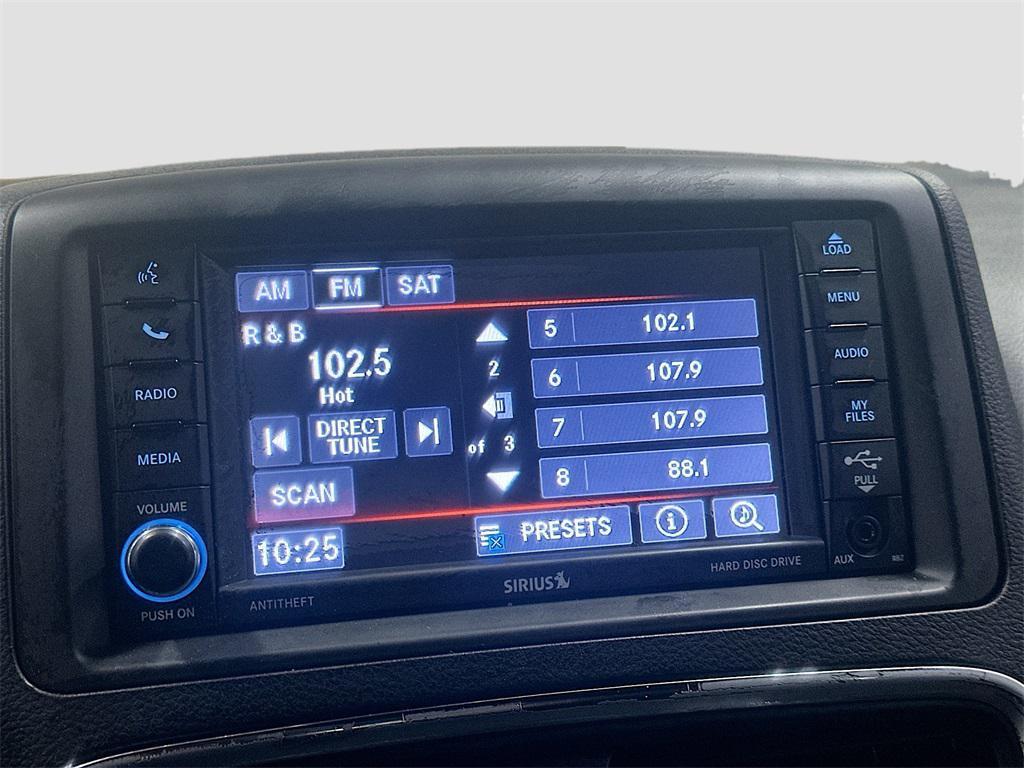 LOAD
MENU
AUDIO
MY
FILES
PULL
AUX
RADIO
MEDIA
VOLUME
PUSH ON
AM FM SAT
R & B
102.5
Hot
DIRECT
TUNE
SCAN
10:25
2
of 3
5 102.1
6 107.9
7 107.9
8 88.1
PRESETS
ANTITHEFT
SIRIUS
HARD DISC DRIVE